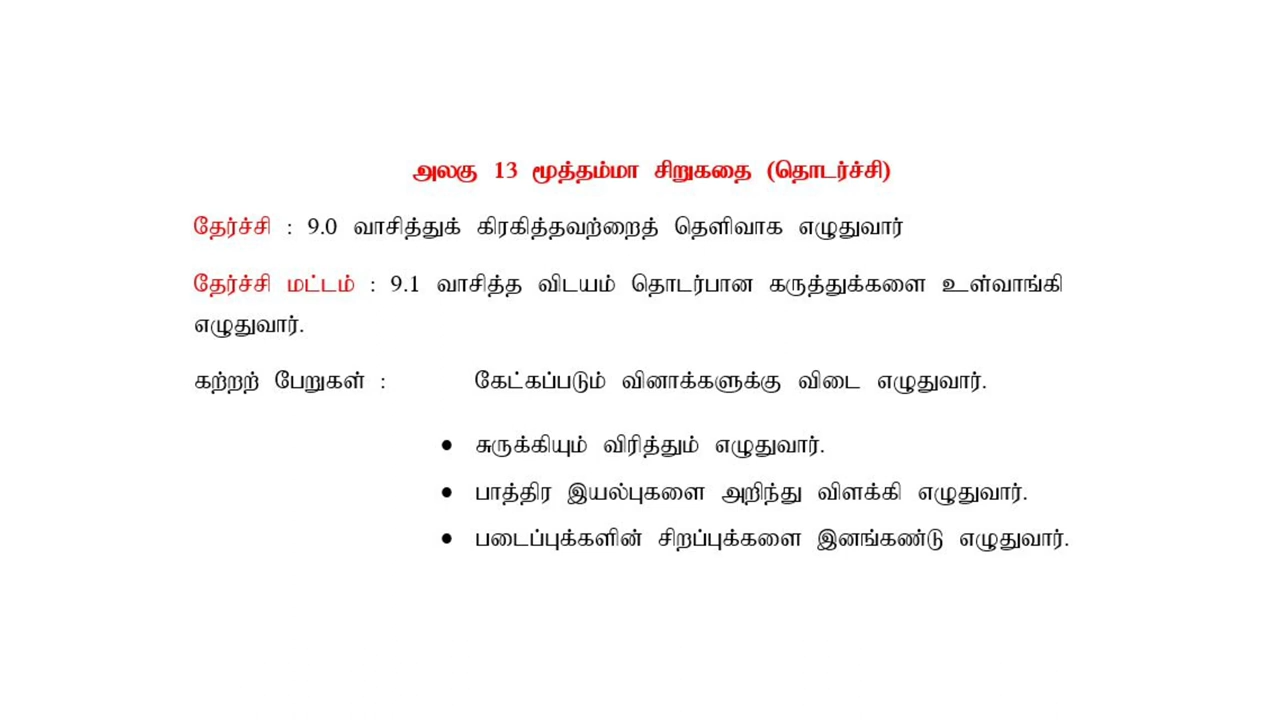 அலகு 13 மூத்தம்மா சிறுகதை (தொடர்ச்சி)
தேர்ச்சி : 9.0 வாசித்துக் கிரகித்தவற்றைத் தெளிவாக எழுதுவார்
தேர்ச்சி மட்டம் : 9.1 வாசித்த விடயம் தொடர்பான கருத்துக்களை உள்வாங்கி
எழுதுவார்.
கற்றற் பேறுகள் : கேட்கப்படும் வினாக்களுக்கு விடை எழுதுவார்.
• சுருக்கியும் விரித்தும் எழுதுவார்.
• பாத்திர இயல்புகளை அறிந்து விளக்கி எழுதுவார்.
• படைப்புக்களின் சிறப்புக்களை இனங்கண்டு எழுதுவார்.